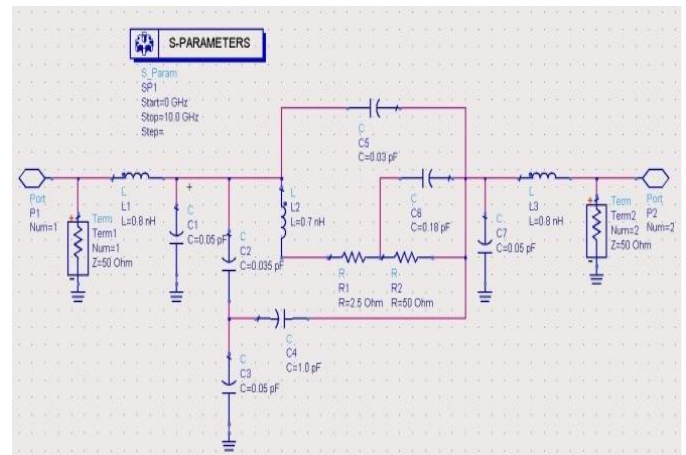 S-PARAMETERS
S_Param
SP1
Start=0 GHz
Stop=10.0 GHz
Step=
C
C5
C=0.03 pF
C
C6
C=0.18 pF
Port
P1
Num=1
Term
Term1
Num=1
Z=50 Ohm
L
L1
L=0.8 nH
C
C1
C=0.05 pF
C
C2
C=0.035 pF
L
L2
L=0.7 nH
R
R1
R=2.5 Ohm
R
R2
R=50 Ohm
C
C7
C=0.05 pF
L
L3
L=0.8 nH
Term
Term2
Num=2
Z=50 Ohm
Port
P2
Num=2
C
C4
C=1.0 pF
C
C3
C=0.05 pF